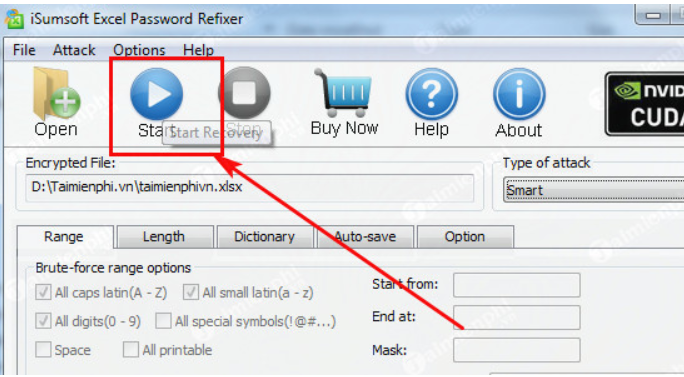 iSumsoft Excel Password Refixer
File Attack Options Help
Open Start Stop Buy Now Help About
Start Recovery
NVID
CUDA
Encrypted File:
Type of attack
D:\Taimienphi.vn\taimienphivn.xlsx
Smart
Range Length Dictionary Auto-save Option
Brute-force range options
All caps latin(A - Z) All small latin(a - z)
Start from:
All digits(0 - 9) All special symbols(!@#...)
End at:
Space All printable
Mask: